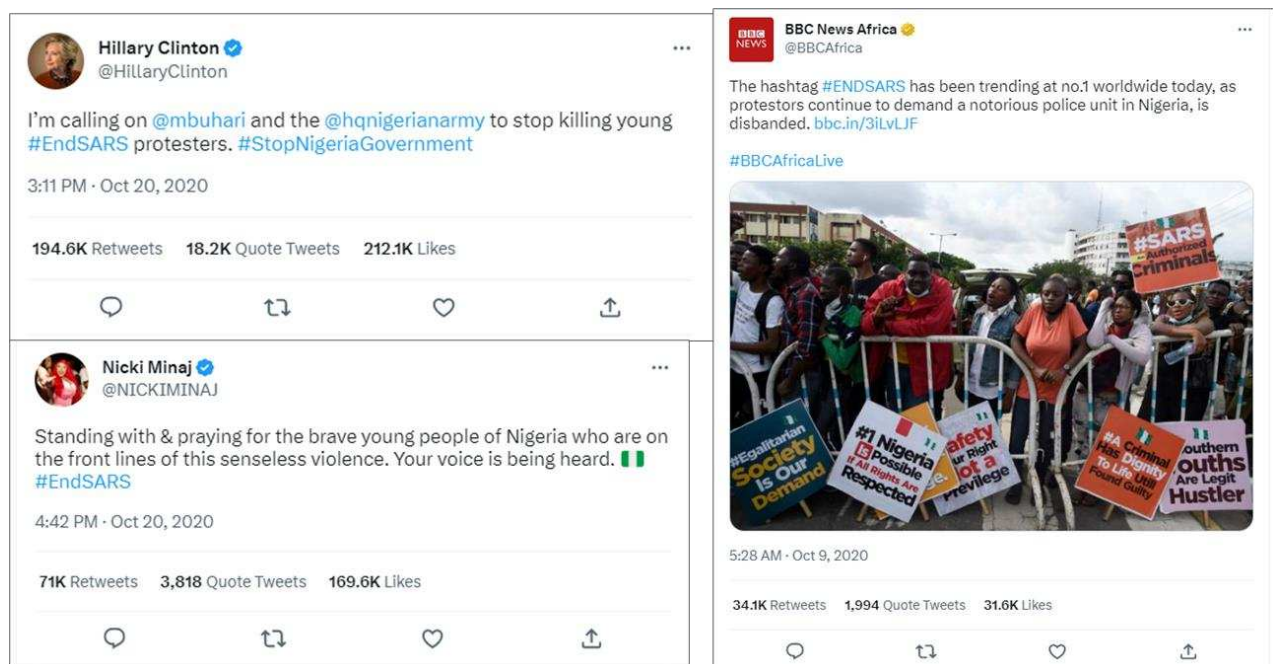 Hillary Clinton
@HillaryClinton
I'm calling on @mbuhari and the @hqnigerianarmy to stop killing young
#EndSARS protesters. #StopNigeriaGovernment
3:11 PM · Oct 20, 2020
194.6K Retweets 18.2K Quote Tweets 212.1K Likes
Nicki Minaj
@NICKIMINAJ
Standing with & praying for the brave young people of Nigeria who are on
the front lines of this senseless violence. Your voice is being heard. 🇳🇬
#EndSARS
4:42 PM · Oct 20, 2020
71K Retweets 3,818 Quote Tweets 169.6K Likes
BBC
NEWS
BBC News Africa
@BBCAfrica
The hashtag #ENDSARS has been trending at no.1 worldwide today, as
protestors continue to demand a notorious police unit in Nigeria, is
disbanded. bbc.in/3iLvLJF
#BBCAfricaLive
#SARS
Authorized
Criminals
#Egalitarian
Society
Is Our
Demand
#1 Nigeria
Is Possible
If All Rights Are
Respected
afety
ur Right
ot a
Previlege
#A Criminal
Has Dignity
To Life Utill
Found Guilty
outhern
ouths
Are Legit
Hustler
5:28 AM · Oct 9, 2020
34.1K Retweets 1,994 Quote Tweets 31.6K Likes